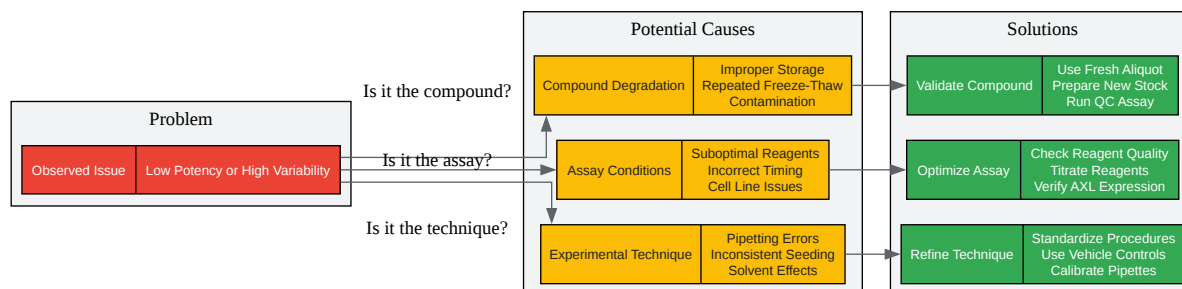 Problem
Observed Issue
Low Potency or High Variability
Is it the compound?
Is it the assay?
Is it the technique?
Potential Causes
Compound Degradation
Improper Storage
Repeated Freeze-Thaw
Contamination
Assay Conditions
Suboptimal Reagents
Incorrect Timing
Cell Line Issues
Experimental Technique
Pipetting Errors
Inconsistent Seeding
Solvent Effects
Solutions
Validate Compound
Use Fresh Aliquot
Prepare New Stock
Run QC Assay
Optimize Assay
Check Reagent Quality
Titrate Reagents
Verify AXL Expression
Refine Technique
Standardize Procedures
Use Vehicle Controls
Calibrate Pipettes